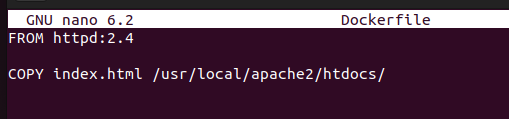 GNU nano 6.2 Dockerfile
FROM httpd:2.4
COPY index.html /usr/local/apache2/htdocs/